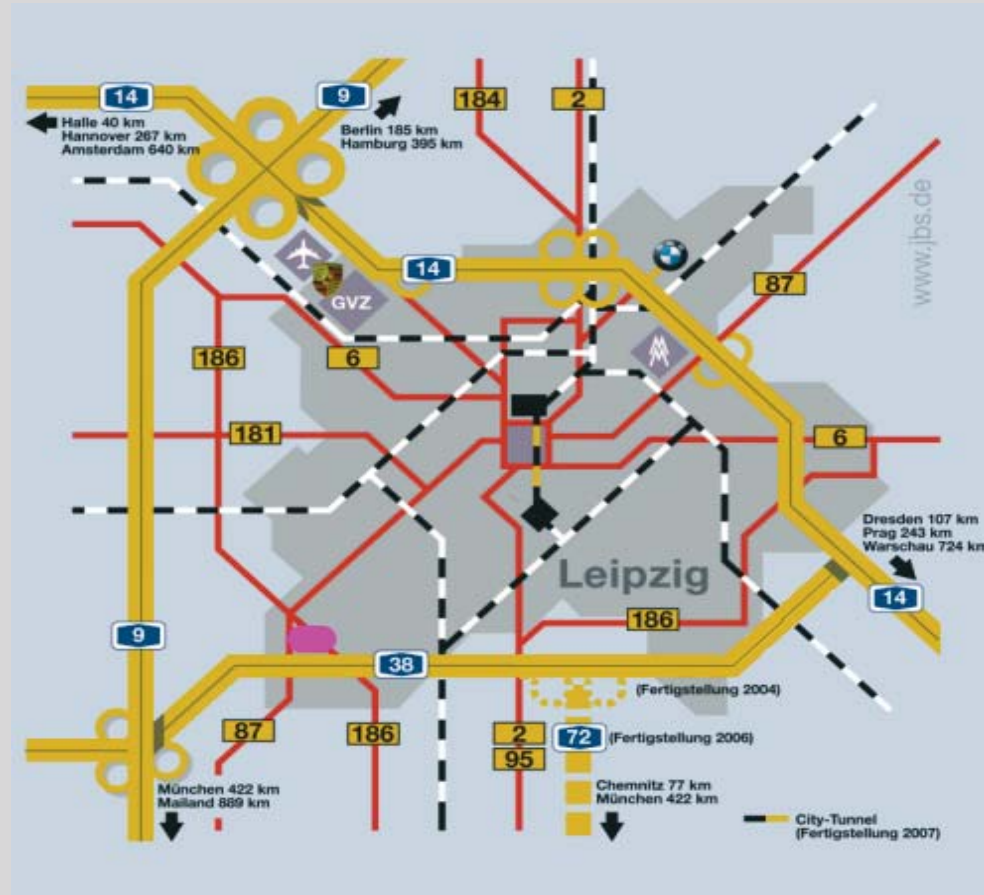 14
9
184
2
Halle 40 km
Hannover 267 km
Amsterdam 640 km
Berlin 185 km
Hamburg 395 km
www.jbs.de
14
87
GVZ
186
6
181
6
Dresden 107 km
Prag 243 km
Warschau 724 km
Leipzig
14
186
9
38
(Fertigstellung 2004)
87
186
2
72
(Fertigstellung 2006)
95
München 422 km
Mailand 889 km
Chemnitz 77 km
München 422 km
City-Tunnel
(Fertigstellung 2007)